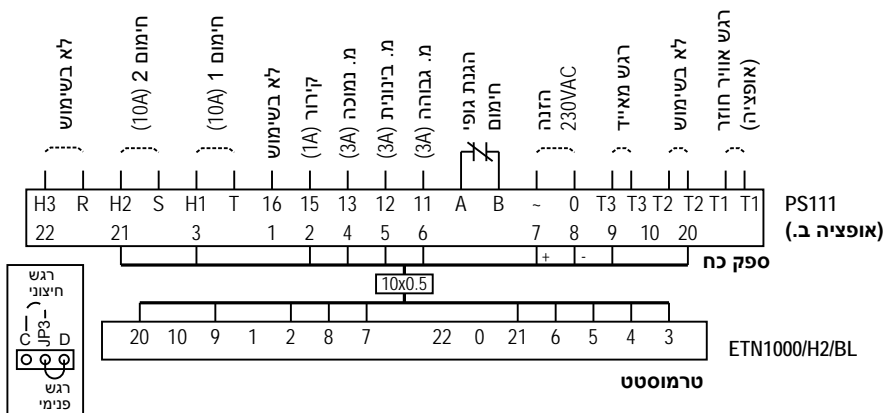 לא בשימוש
חימום 2 (10A)
חימום 1 (10A)
לא בשימוש
קירור (1A)
מ. נמוכה (3A)
מ. בינונית (3A)
מ. גבוהה (3A)
הגנת גופי
חימום
הזנה
230VAC
רגש מאייד
לא בשימוש
רגש אוויר חוזר
(אופציה)
H3 R H2 S H1 T 16 15 13 12 11 A B ~ 0 T3 T3 T2 T2 T1 T1
22 21 3 1 2 4 5 6 7 8 9 10 20
PS111
(אופציה ב.)
+ -
ספק כח
10x0.5
20 10 9 1 2 8 7 22 0 21 6 5 4 3
ETN1000/H2/BL
טרמוסטט
רגש
חיצוני
C JP3 D
רגש
פנימי